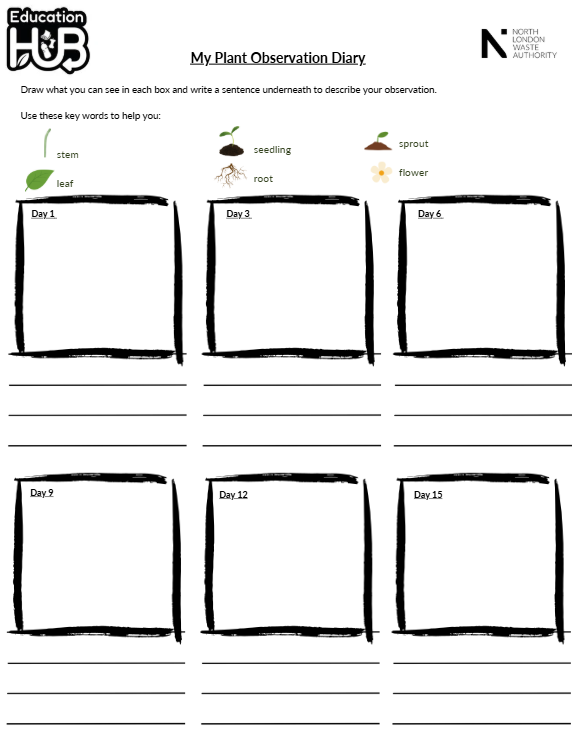 Education
HUB
My Plant Observation Diary
NORTH
LONDON
WASTE
AUTHORITY
Draw what you can see in each box and write a sentence underneath to describe your observation.
Use these key words to help you:
stem
seedling
sprout
leaf
root
flower
Day 1
Day 3
Day 6
Day 9
Day 12
Day 15